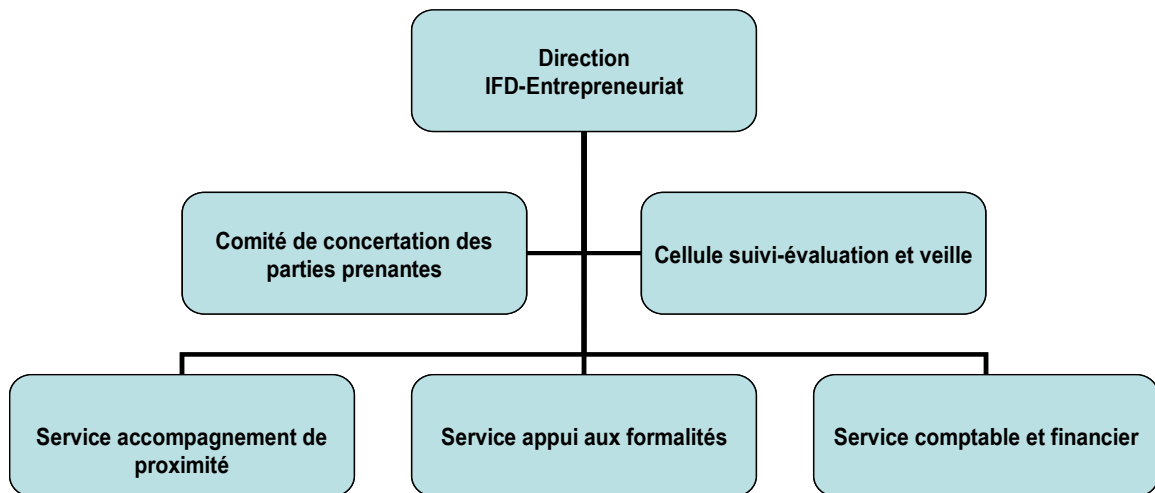 Direction
IFD-Entrepreneuriat
Comité de concertation des
parties prenantes
Cellule suivi-évaluation et veille
Service accompagnement de
proximité
Service appui aux formalités
Service comptable et financier